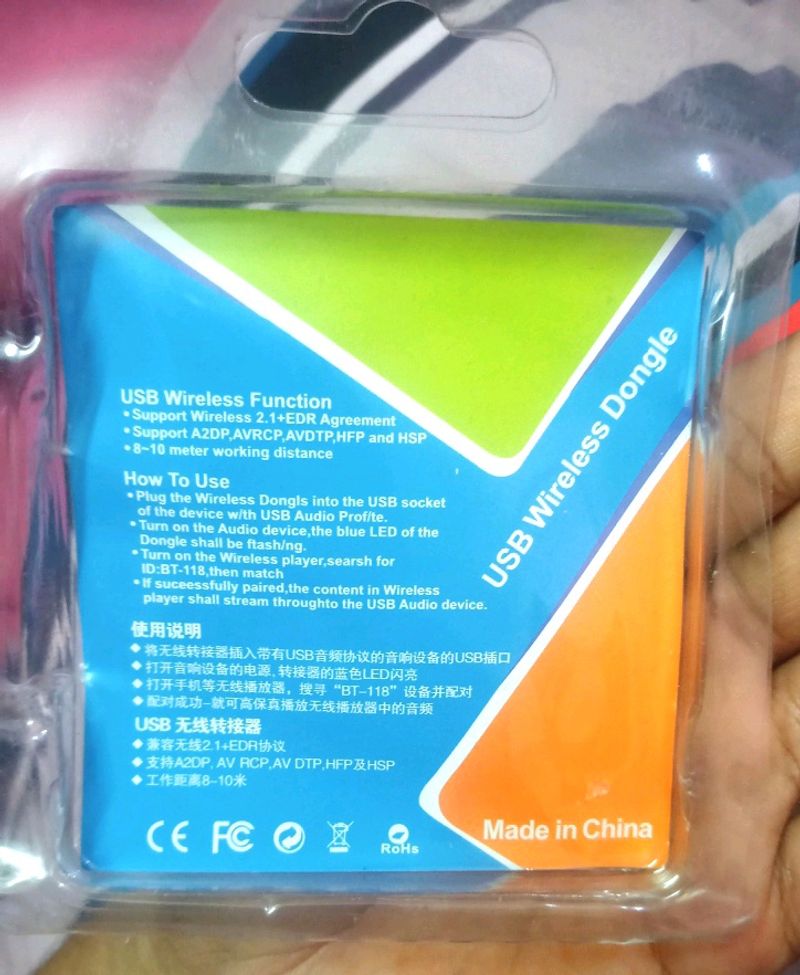 USB Wireless Function
•Support Wireless 2.1+EDR Agreement
•Support A2DP,AVRCP,AVDTP,HFP and HSP
•8~10 meter working distance
How To Use
•Plug the Wireless Dongls into the USB socket
of the device w/th USB Audio Prof/te.
•Turn on the Audio device,the blue LED of the
Dongle shall be ftash/ng.
•Turn on the Wireless player,searsh for
ID:BT-118,then match
•If suceessfully paired,the content in Wireless
player shall stream throughto the USB Audio device.
使用说明
◆将无线转接器插入带有USB音频协议的音响设备的USB插口
◆打开音响设备的电源,转接器的蓝色LED闪亮
◆打开手机等无线播放器，搜寻“BT-118”设备并配对
◆配对成功-就可高保真播放无线播放器中的音频
USB 无线转接器
◆兼容无线2.1+EDR协议
◆支持A2DP, AV RCP,AV DTP,HFP及HSP
◆工作距离8-10米
USB Wireless Dongle
CE FC RoHs
Made in China